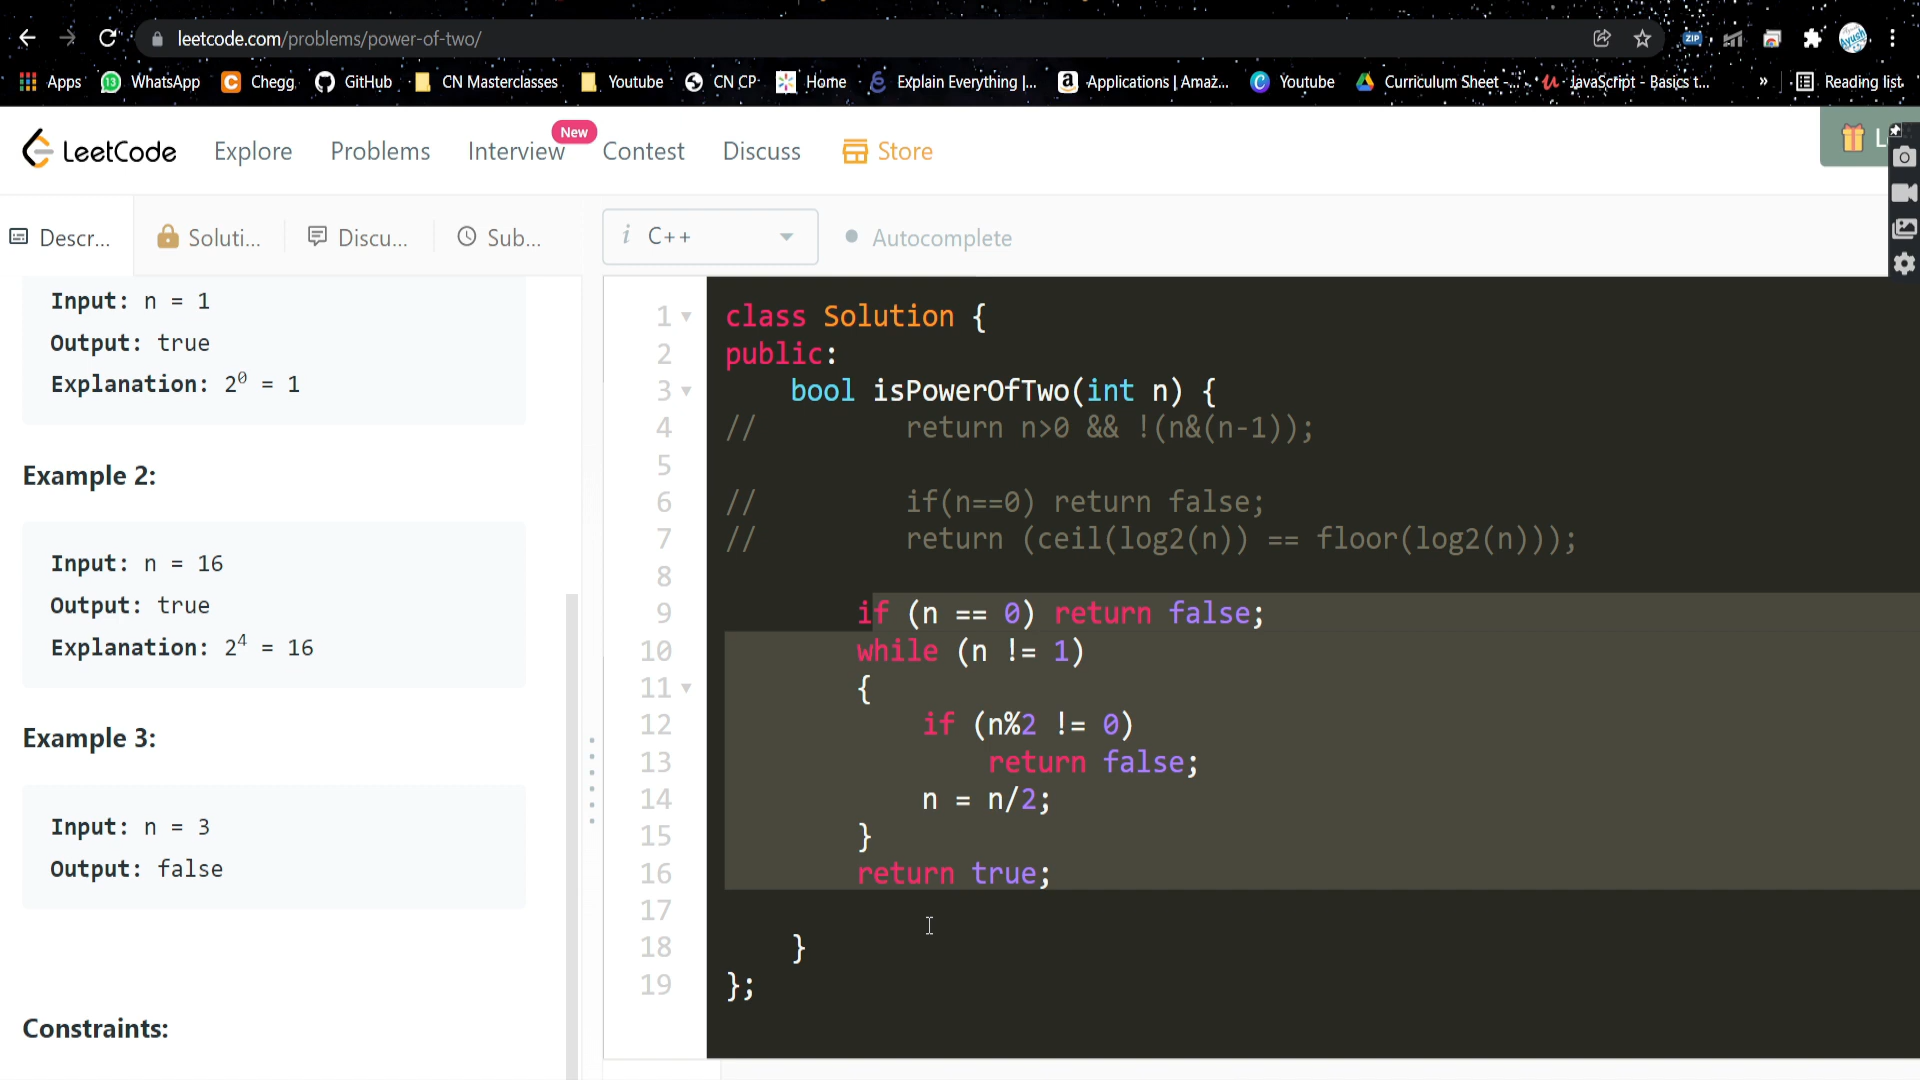 leetcode.com/problems/power-of-two/
ZIP
Ayush
Apps 13 WhatsApp Chegg GitHub CN Masterclasses Youtube CN CP Home Explain Everything |... Applications | Amaz... Youtube Curriculum Sheet -... JavaScript - Basics t... » Reading list
LeetCode Explore Problems Interview New Contest Discuss Store L
Descr... Soluti... Discu... Sub... i C++ Autocomplete
Input: n = 1
Output: true
Explanation: 2⁰ = 1
Example 2:
Input: n = 16
Output: true
Explanation: 2⁴ = 16
Example 3:
Input: n = 3
Output: false
Constraints:
1 class Solution {
2 public:
3     bool isPowerOfTwo(int n) {
4 //         return n>0 && !(n&(n-1));
5
6 //         if(n==0) return false;
7 //         return (ceil(log2(n)) == floor(log2(n)));
8
9         if (n == 0) return false;
10         while (n != 1)
11         {
12             if (n%2 != 0)
13                 return false;
14             n = n/2;
15         }
16         return true;
17
18     }
19 };